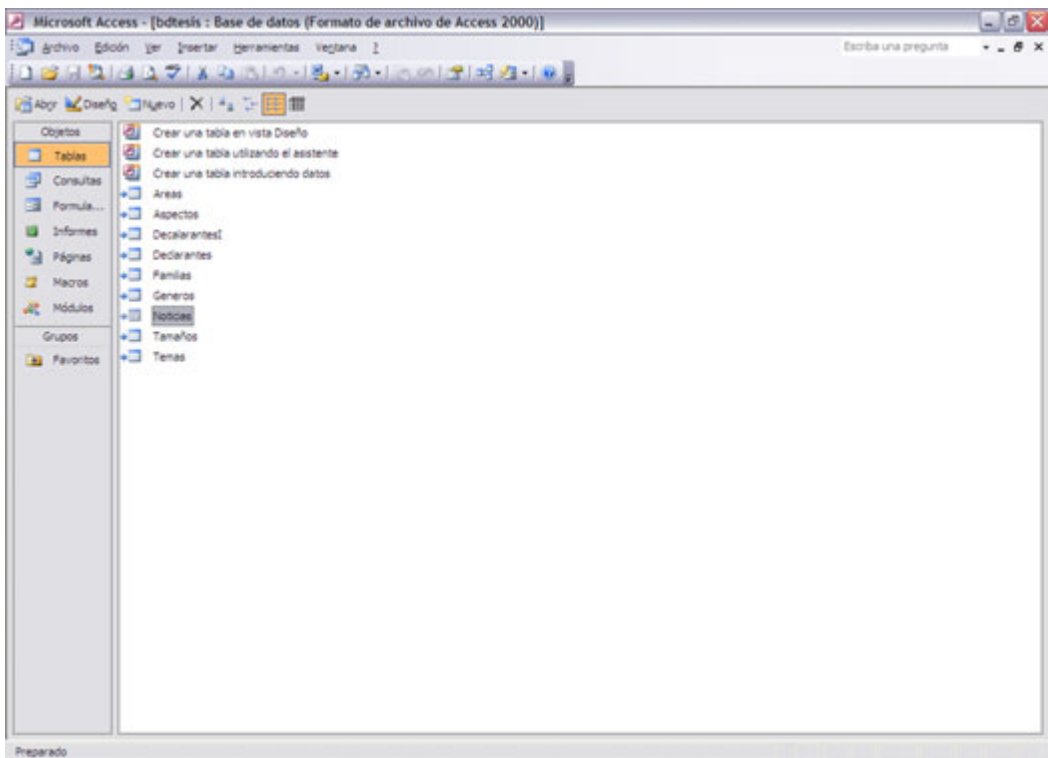 Microsoft Access - [bdtesis : Base de datos (Formato de archivo de Access 2000)]
Archivo Edición Ver Insertar Herramientas Ventana ?
Escriba una pregunta
Abrir Diseño Nuevo
Objetos
Tablas
Consultas
Formula...
Informes
Páginas
Macros
Módulos
Grupos
Favoritos
Crear una tabla en vista Diseño
Crear una tabla utilizando el asistente
Crear una tabla introduciendo datos
Areas
Aspectos
DecalarantesI
Declarantes
Familias
Generos
Noticias
Tamaños
Temas
Preparado